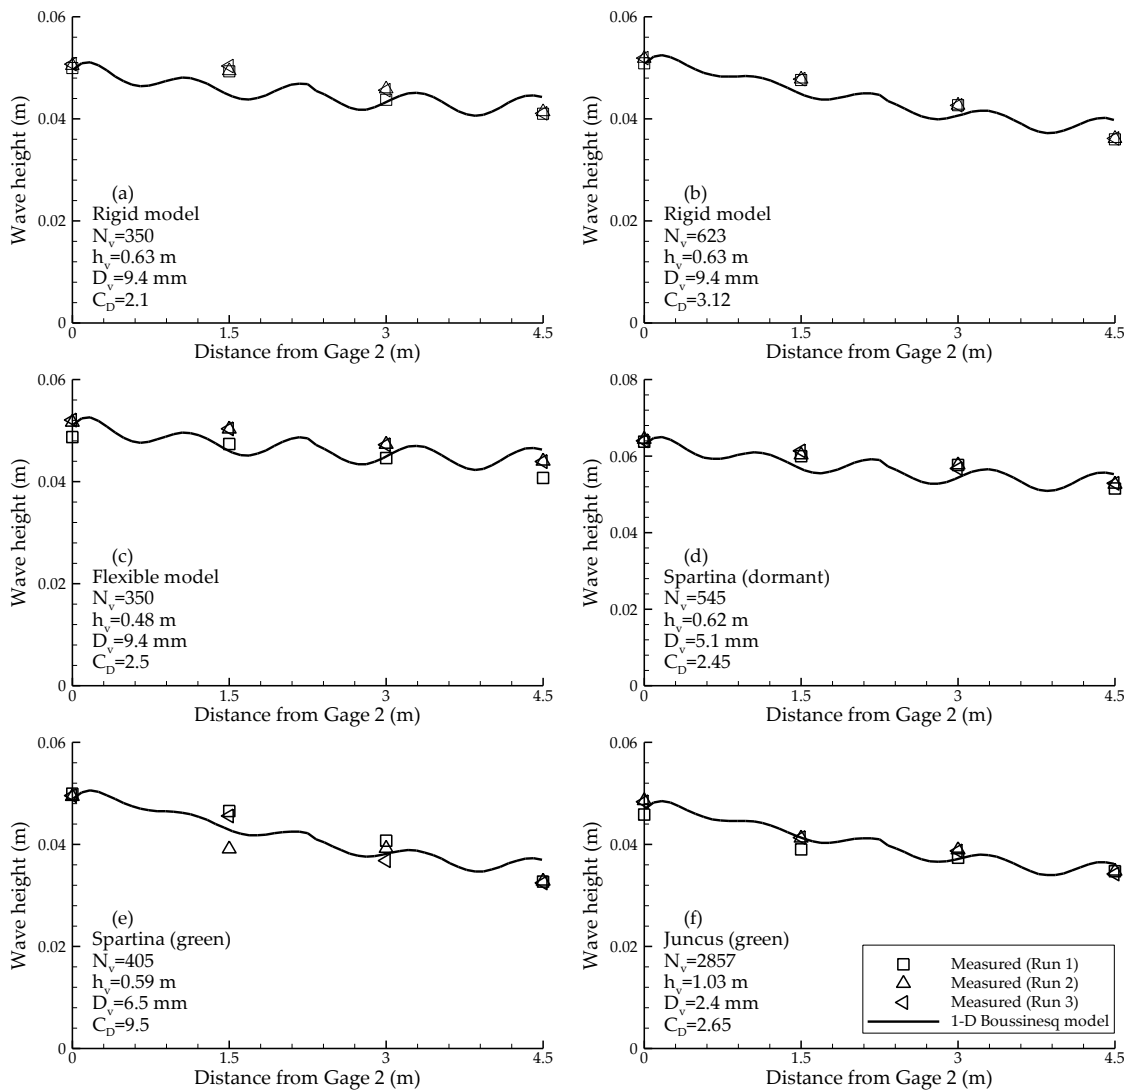 0.06
0.04
0.02
0
Wave height (m)
(a)
Rigid model
N_v=350
h_v=0.63 m
D_v=9.4 mm
C_D=2.1
0 1.5 3 4.5
Distance from Gage 2 (m)
0.06
0.04
0.02
0
Wave height (m)
(b)
Rigid model
N_v=623
h_v=0.63 m
D_v=9.4 mm
C_D=3.12
0 1.5 3 4.5
Distance from Gage 2 (m)
0.06
0.04
0.02
0
Wave height (m)
(c)
Flexible model
N_v=350
h_v=0.48 m
D_v=9.4 mm
C_D=2.5
0 1.5 3 4.5
Distance from Gage 2 (m)
0.08
0.06
0.04
0.02
0
Wave height (m)
(d)
Spartina (dormant)
N_v=545
h_v=0.62 m
D_v=5.1 mm
C_D=2.45
0 1.5 3 4.5
Distance from Gage 2 (m)
0.06
0.04
0.02
0
Wave height (m)
(e)
Spartina (green)
N_v=405
h_v=0.59 m
D_v=6.5 mm
C_D=9.5
0 1.5 3 4.5
Distance from Gage 2 (m)
0.06
0.04
0.02
0
Wave height (m)
(f)
Juncus (green)
N_v=2857
h_v=1.03 m
D_v=2.4 mm
C_D=2.65
Measured (Run 1)
Measured (Run 2)
Measured (Run 3)
1-D Boussinesq model
0 1.5 3 4.5
Distance from Gage 2 (m)